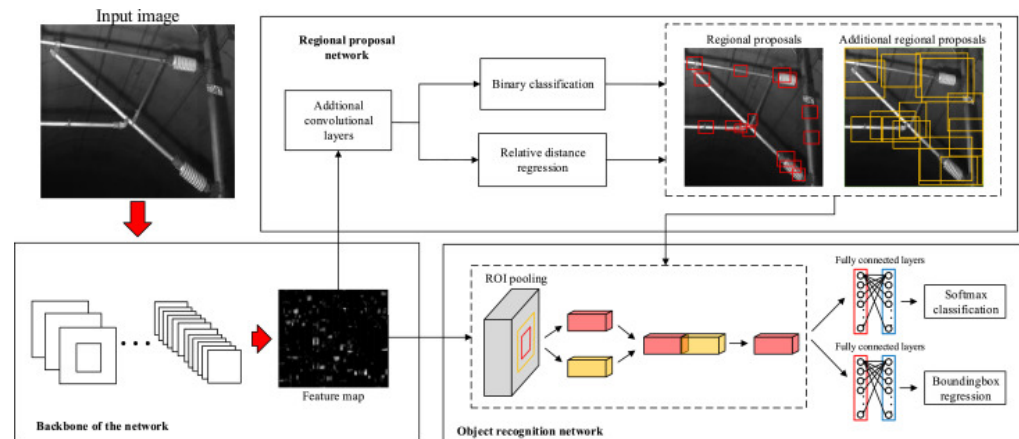 Input image
Regional proposal
network
Regional proposals
Additional regional proposals
Addtional
convolutional
layers
Binary classification
Relative distance
regression
ROI pooling
Fully connected layers
Softmax
classification
Fully connected layers
Boundingbox
regression
Feature map
Backbone of the network
Object recognition network